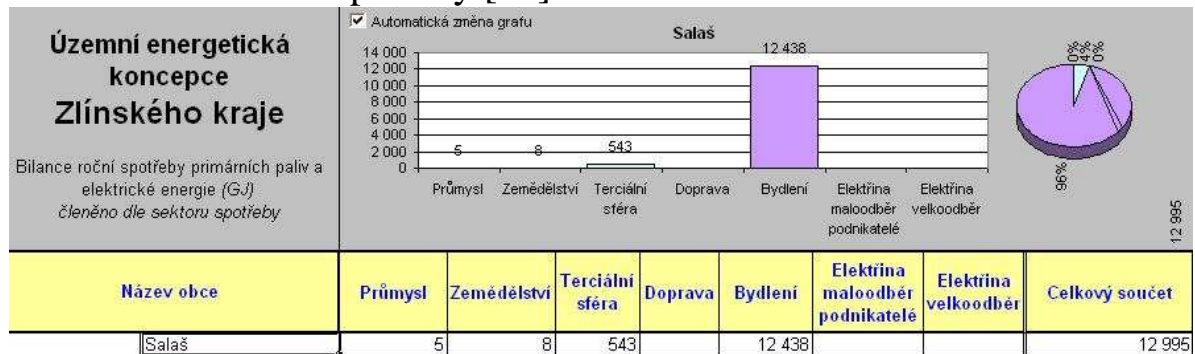 Územní energetická
koncepce
Zlínského kraje
Bilance roční spotřeby primárních paliv a
elektrické energie (GJ)
členěno dle sektoru spotřeby
Automatická změna grafu
Salaš
14 000
12 000
10 000
8 000
6 000
4 000
2 000
0
5
8
543
12 438
Průmysl
Zemědělství
Terciální
sféra
Doprava
Bydlení
Elektřina
maloodběr
podnikatelé
Elektřina
velkoodběr
0%
4%
0%
96%
12 995
Název obce
Průmysl
Zemědělství
Terciální
sféra
Doprava
Bydlení
Elektřina
maloodběr
podnikatelé
Elektřina
velkoodběr
Celkový součet
Salaš 5 8 543 12 438 12 995